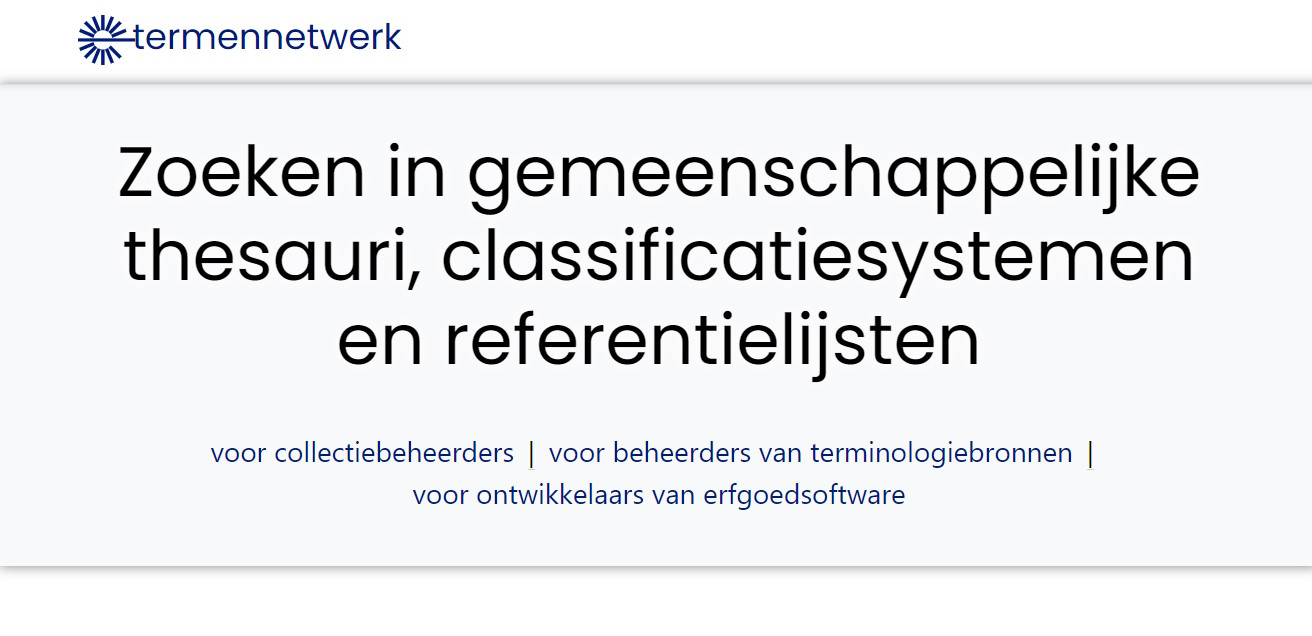 termennetwerk
Zoeken in gemeenschappelijke
thesauri, classificatiesystemen
en referentielijsten
voor collectiebeheerders | voor beheerders van terminologiebronnen |
voor ontwikkelaars van erfgoedsoftware